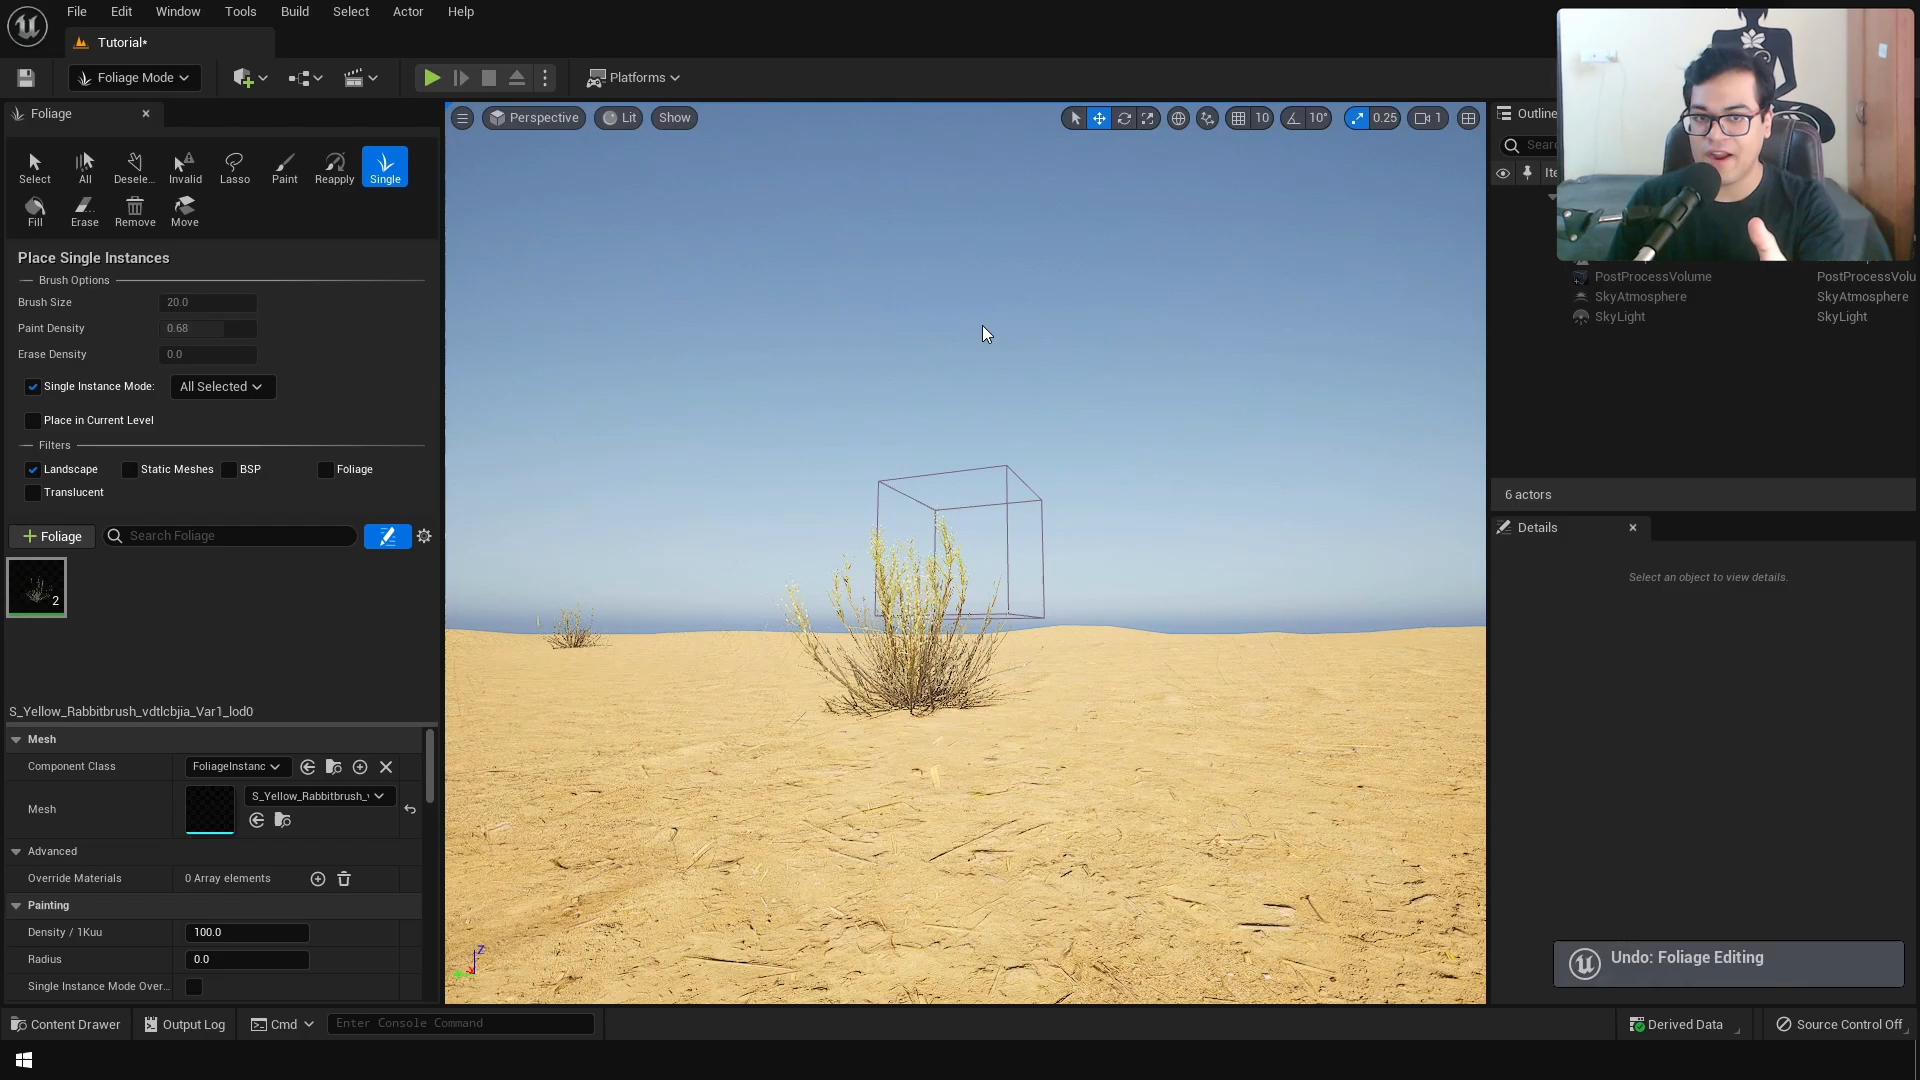 File Edit Window Tools Build Select Actor Help
Tutorial*
Foliage Mode
Platforms
Foliage
Perspective Lit Show
10 10° 0.25 1
Outline
Sear
Ite
Select All Desele... Invalid Lasso Paint Reapply Single
Fill Erase Remove Move
Place Single Instances
Brush Options
Brush Size 20.0
Paint Density 0.68
Erase Density 0.0
Single Instance Mode: All Selected
Place in Current Level
Filters
Landscape Static Meshes BSP Foliage
Translucent
Foliage Search Foliage
2
S_Yellow_Rabbitbrush_vdtlcbjia_Var1_lod0
Mesh
Component Class FoliageInstanc
Mesh S_Yellow_Rabbitbrush_
Advanced
Override Materials 0 Array elements
Painting
Density / 1Kuu 100.0
Radius 0.0
Single Instance Mode Over...
Z
PostProcessVolume PostProcessVolu
SkyAtmosphere SkyAtmosphere
SkyLight SkyLight
6 actors
Details
Select an object to view details.
Undo: Foliage Editing
Content Drawer Output Log Cmd Enter Console Command
Derived Data Source Control Off